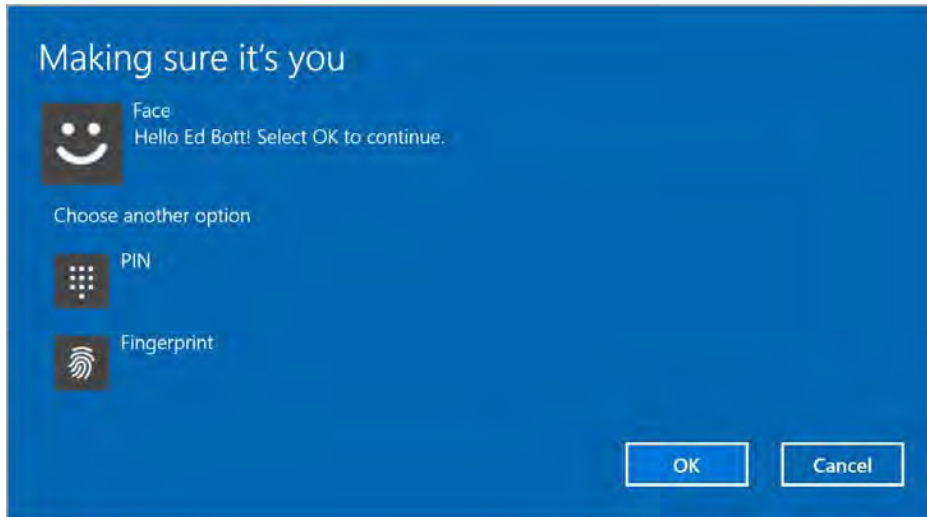 Making sure it's you
Face
Hello Ed Bott! Select OK to continue.
Choose another option
PIN
Fingerprint
OK
Cancel